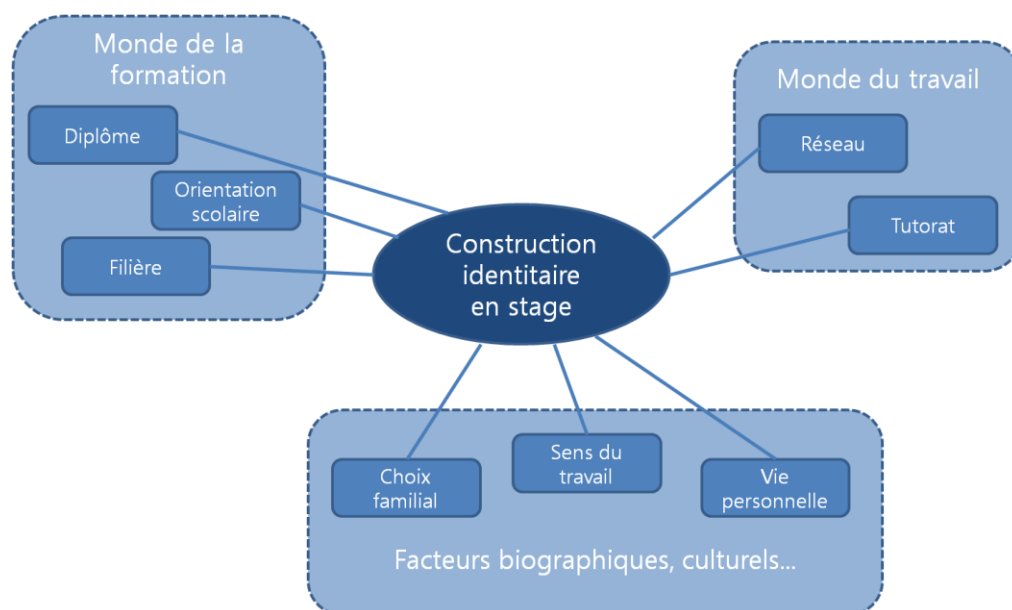 Monde de la
formation
Diplôme
Orientation
scolaire
Filière
Monde du travail
Réseau
Tutorat
Construction
identitaire
en stage
Choix
familial
Sens du
travail
Vie
personnelle
Facteurs biographiques, culturels...